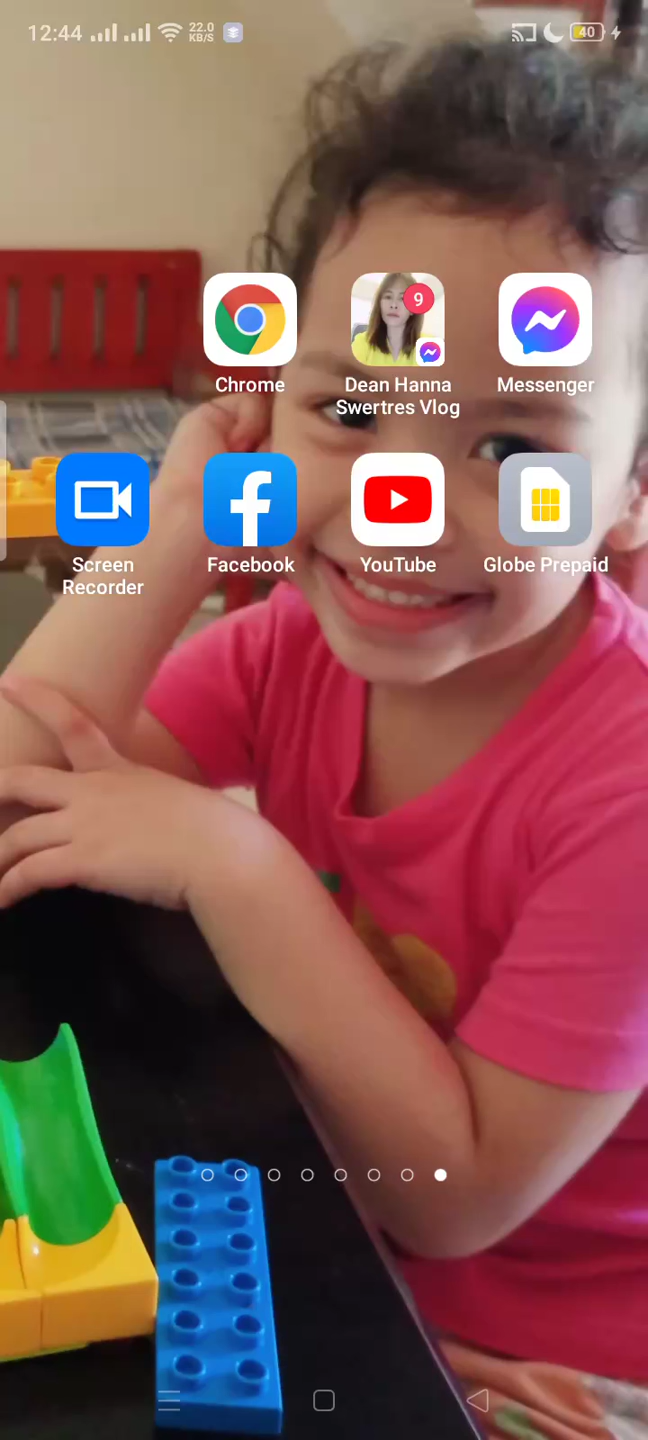 12:44 22.0 KB/S 40
9
Chrome
Dean Hanna
Swertres Vlog
Messenger
Screen
Recorder
Facebook
YouTube
Globe Prepaid